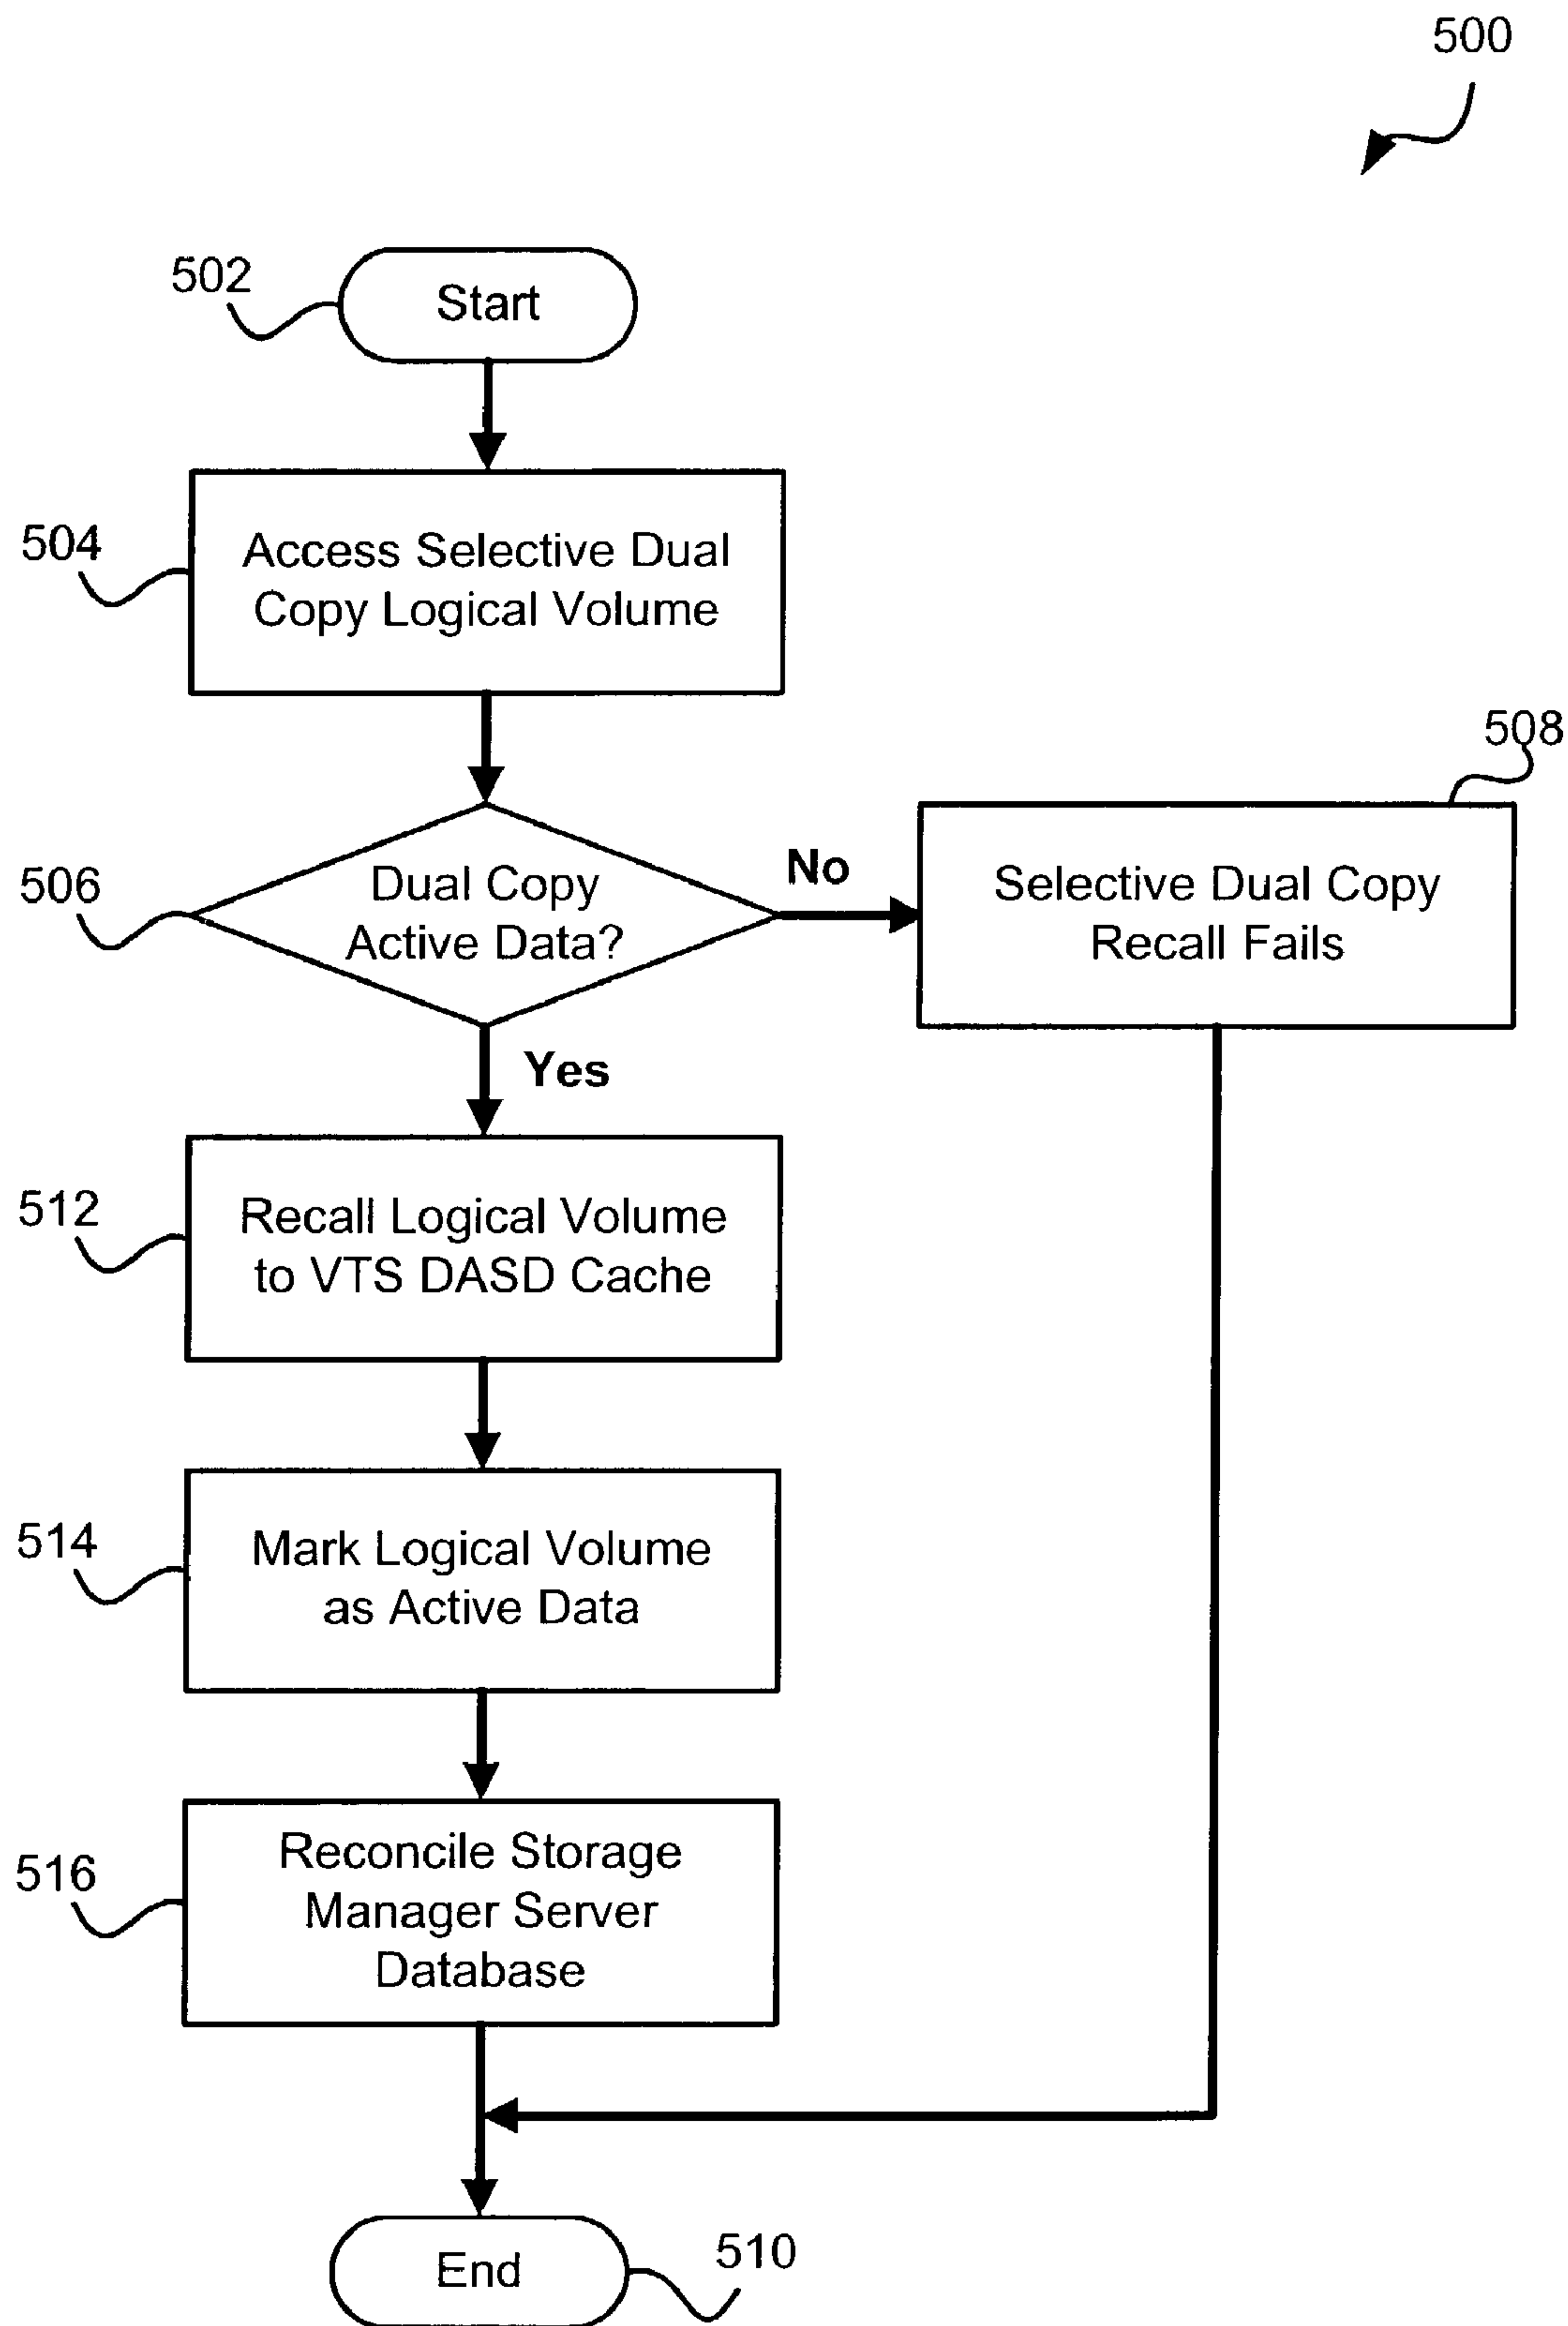 500
502
Start
504
Access Selective Dual
Copy Logical Volume
506
Dual Copy
Active Data?
No
508
Selective Dual Copy
Recall Fails
Yes
512
Recall Logical Volume
to VTS DASD Cache
514
Mark Logical Volume
as Active Data
516
Reconcile Storage
Manager Server
Database
End
510